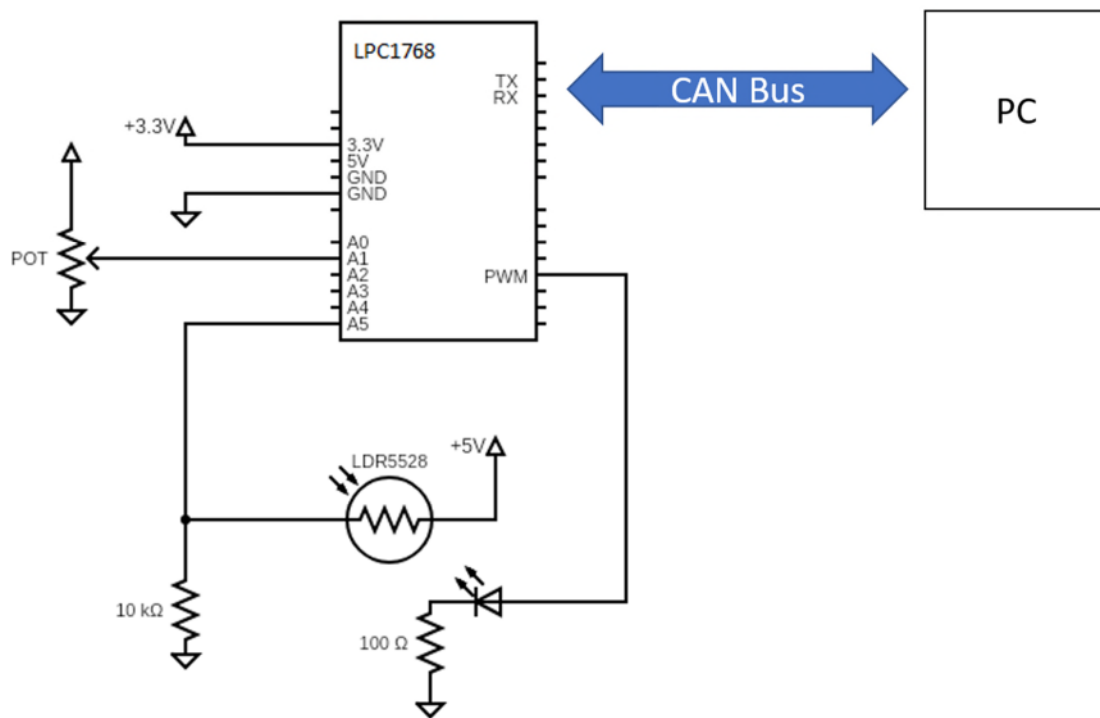 LPC1768
TX
RX
CAN Bus
PC
+3.3V
3.3V
5V
GND
GND
POT
A0
A1
A2
A3
A4
A5
PWM
+5V
LDR5528
10 kΩ
100 Ω